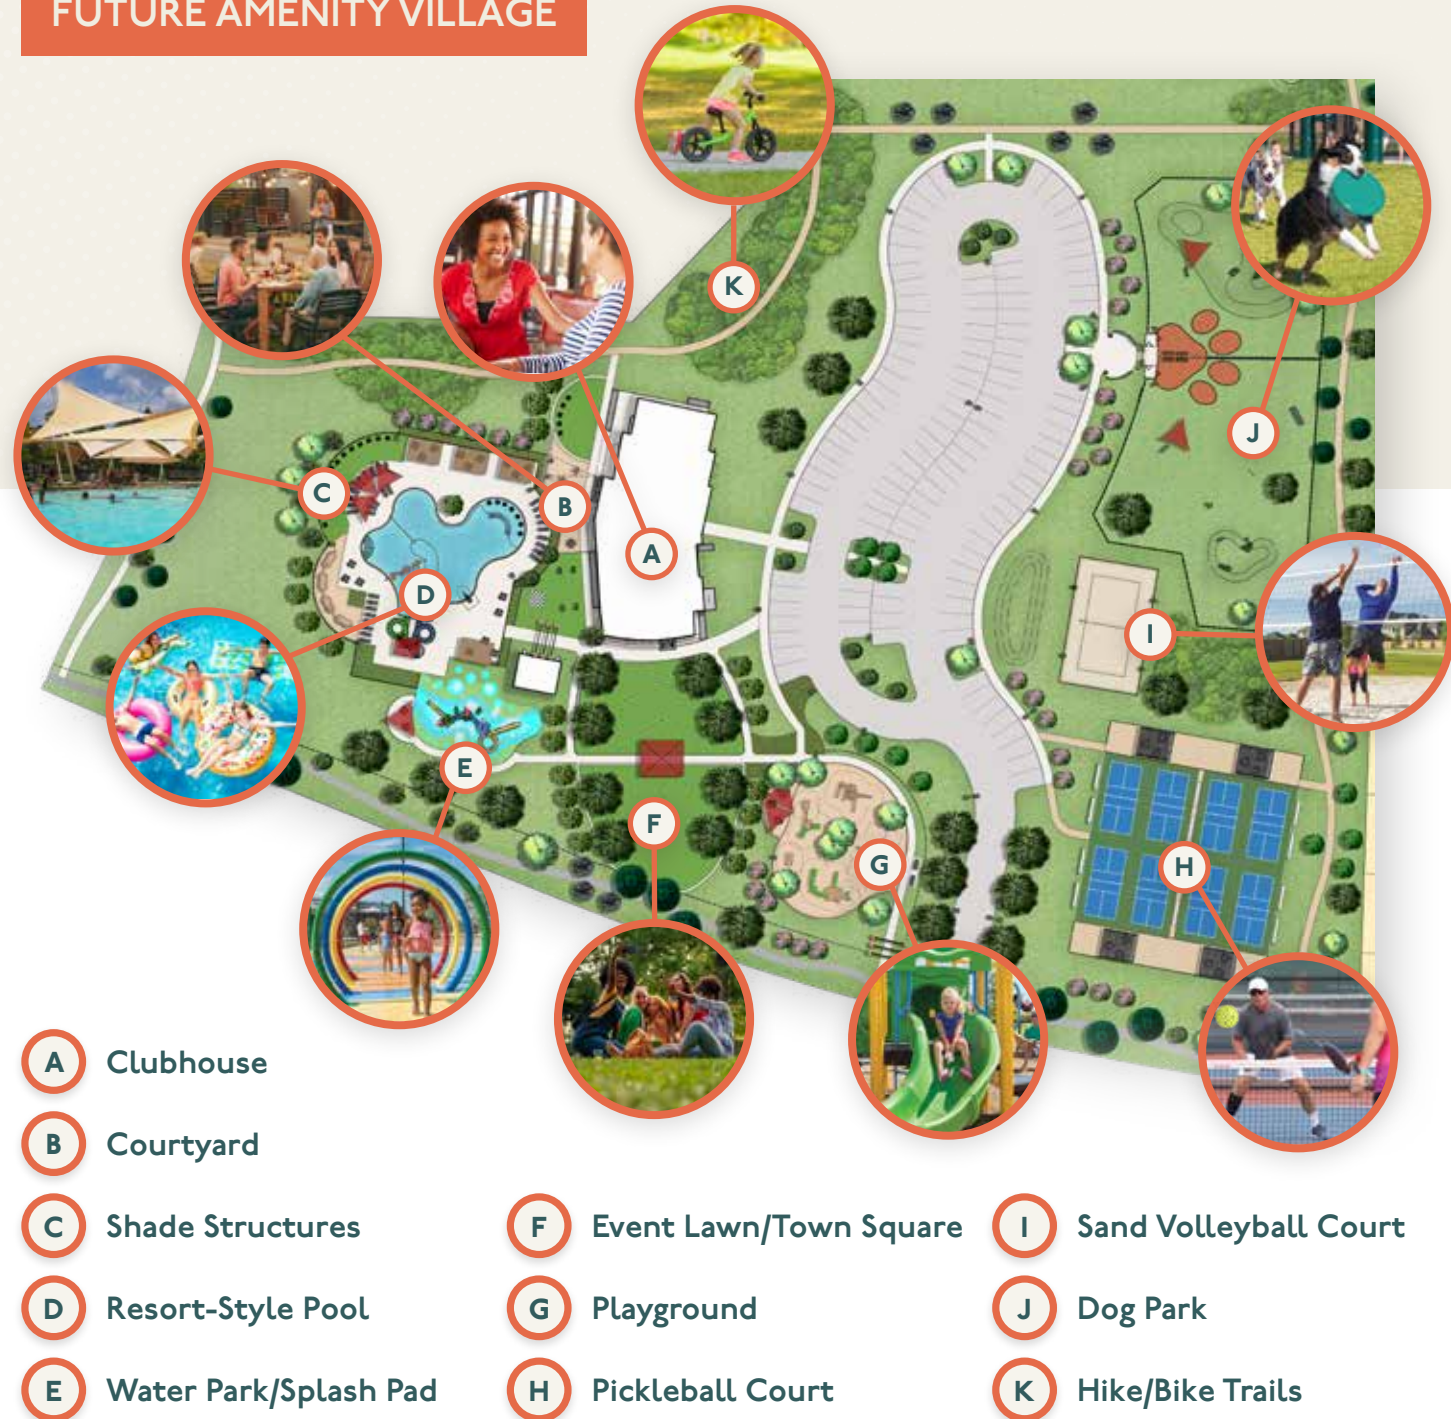 FUTURE AMENITY VILLAGE
K
J
C
B
A
D
I
E
F
G
H
A Clubhouse
B Courtyard
C Shade Structures
D Resort-Style Pool
E Water Park/Splash Pad
F Event Lawn/Town Square
G Playground
H Pickleball Court
I Sand Volleyball Court
J Dog Park
K Hike/Bike Trails